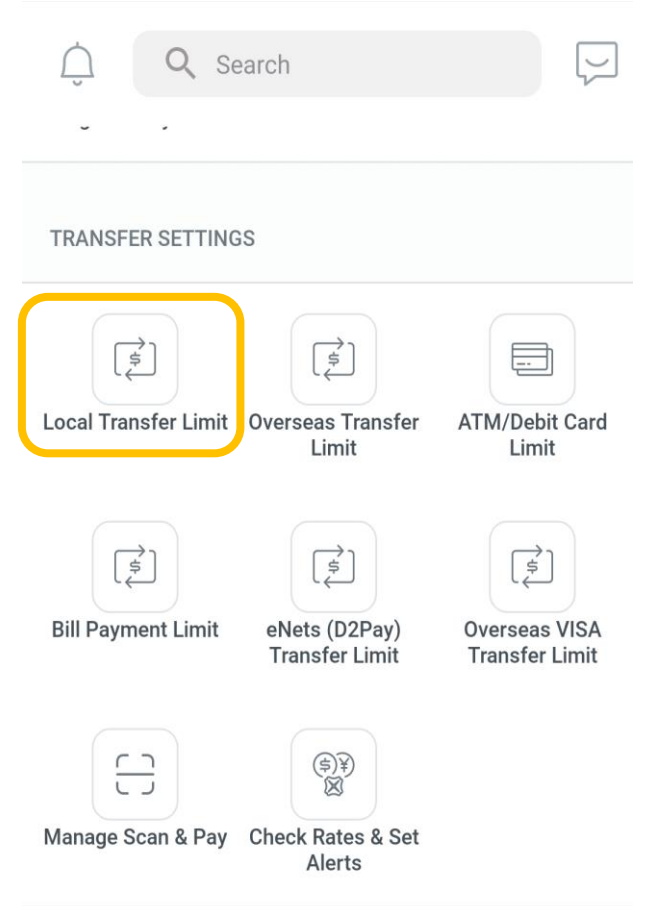 Search
TRANSFER SETTINGS
Local Transfer Limit
Overseas Transfer
Limit
ATM/Debit Card
Limit
Bill Payment Limit
eNets (D2Pay)
Transfer Limit
Overseas VISA
Transfer Limit
Manage Scan & Pay
Check Rates & Set
Alerts